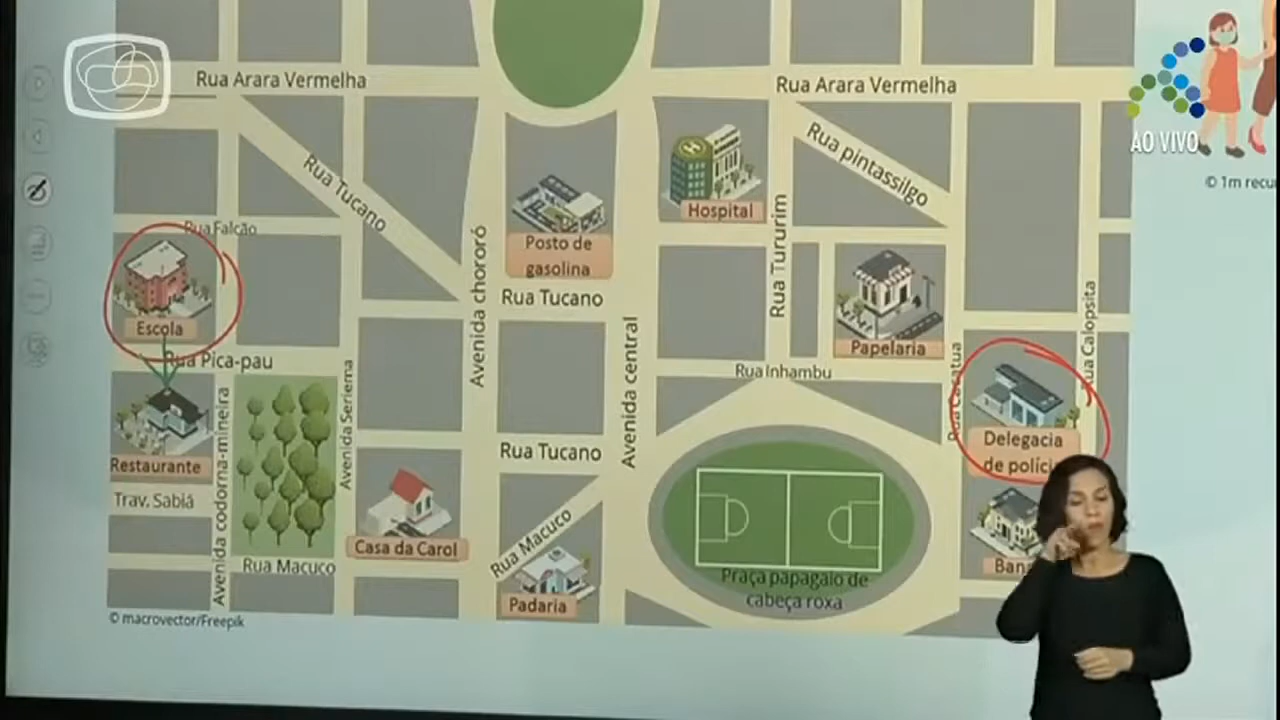 Rua Arara Vermelha
Rua Arara Vermelha
AO VIVO
Rua pintassilgo
Rua Tucano
Hospital
Rua Falcão
Posto de
gasolina
Rua Tururim
Avenida chororó
Rua Tucano
Escola
Papelaria
Rua Calopsita
Rua Pica-pau
Avenida central
Rua Inhambu
Rua Cacatua
Avenida Seriema
Restaurante
Rua Tucano
Delegacia
Trav. Sabiá
Avenida codorna-mineira
Casa da Carol
Rua Macuco
Rua Macuco
Padaria
Praça papagaio de
cabeça roxa
© macrovector/Freepik